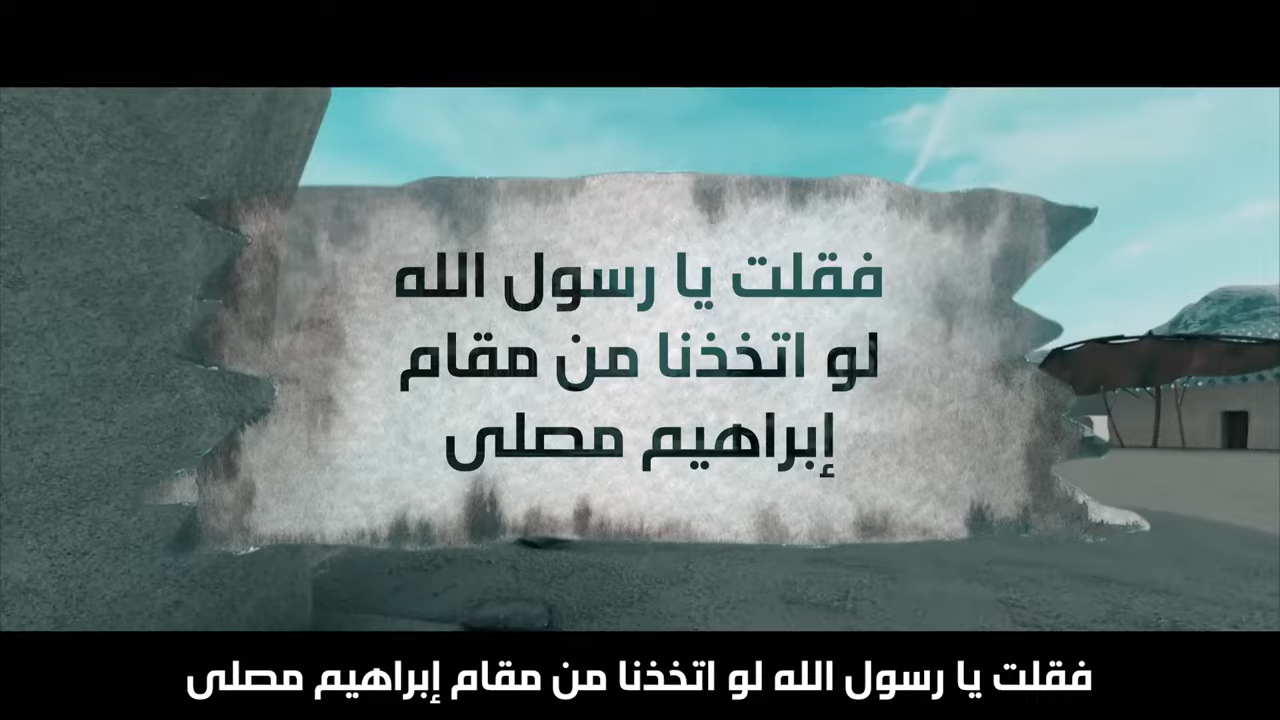 فقلت يا رسول الله
لو اتخذنا من مقام
إبراهيم مصلى
فقلت يا رسول الله لو اتخذنا من مقام إبراهيم مصلى